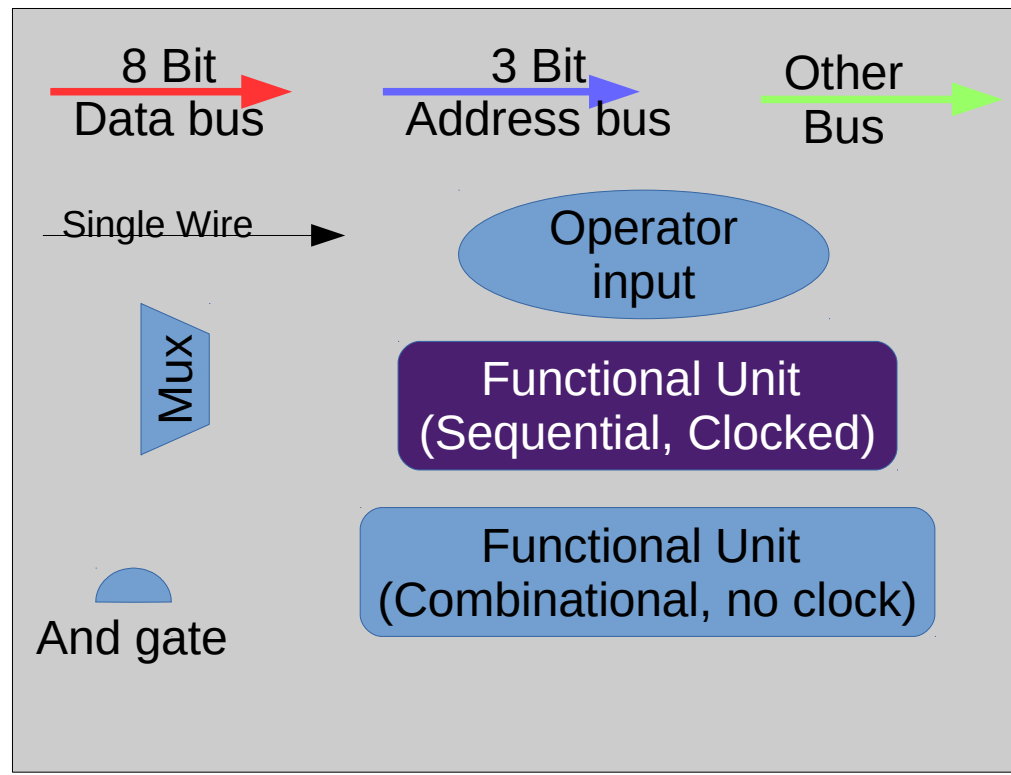 8 Bit
Data bus
3 Bit
Address bus
Other
Bus
Single Wire
Operator
input
Mux
Functional Unit
(Sequential, Clocked)
Functional Unit
(Combinational, no clock)
And gate